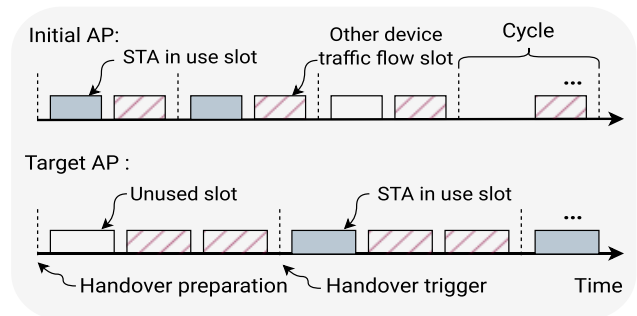 Initial AP:
Other device
Cycle
STA in use slot
traffic flow slot
...
Target AP :
Unused slot
STA in use slot
...
Handover preparation
Handover trigger
Time